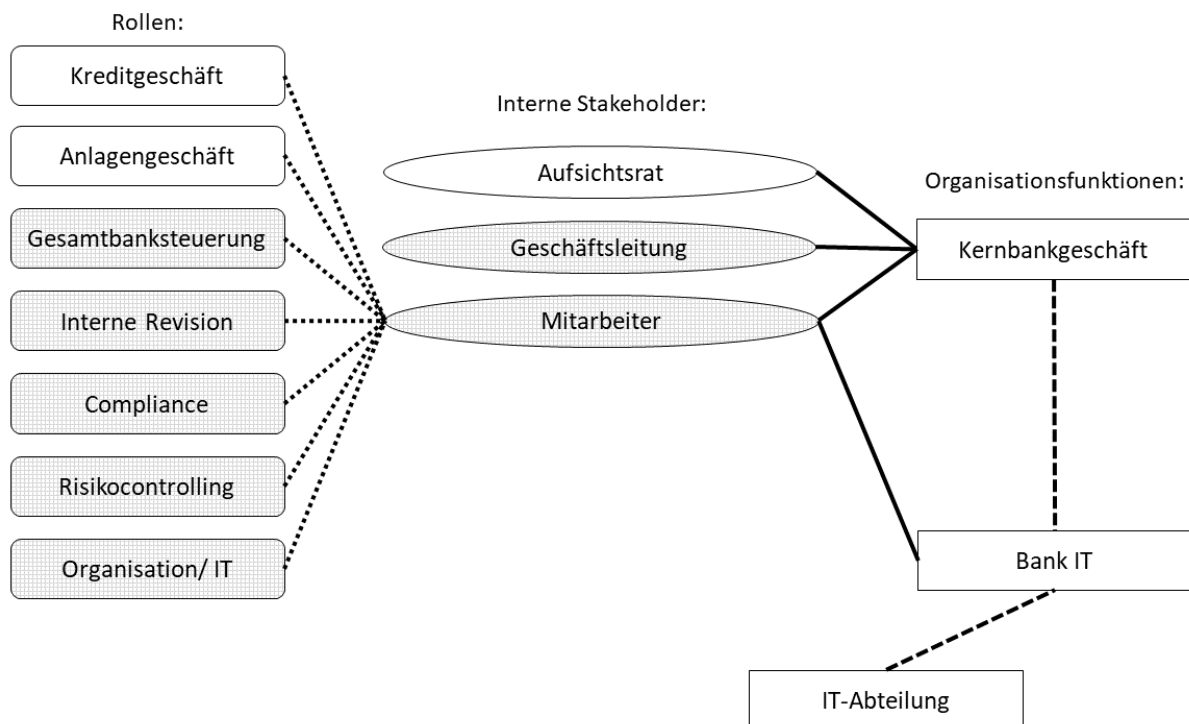 Rollen:
Kreditgeschäft
Anlagengeschäft
Gesamtbanksteuerung
Interne Revision
Compliance
Risikocontrolling
Organisation/ IT
Interne Stakeholder:
Aufsichtsrat
Geschäftsleitung
Mitarbeiter
Organisationsfunktionen:
Kernbankgeschäft
Bank IT
IT-Abteilung